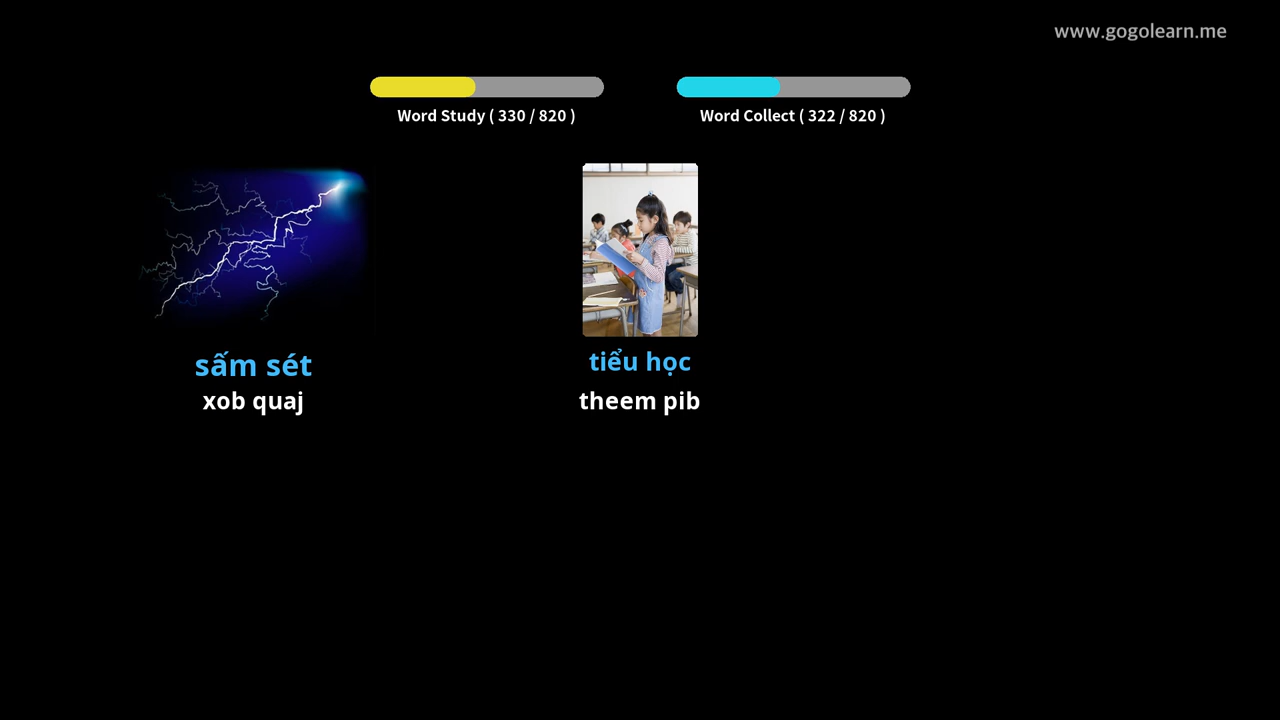 www.gogolearn.me
Word Study ( 330 / 820 )
Word Collect ( 322 / 820 )
sấm sét
xob quaj
tiểu học
theem pib